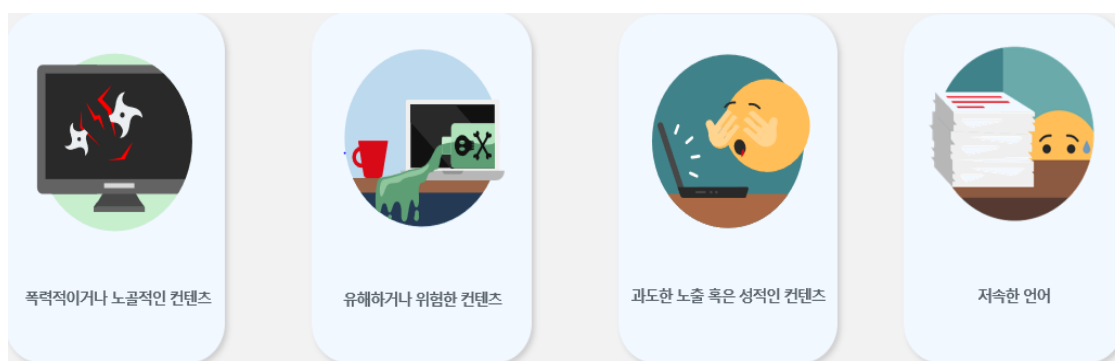 폭력적이거나 노골적인 컨텐츠
유해하거나 위험한 컨텐츠
과도한 노출 혹은 성적인 컨텐츠
저속한 언어